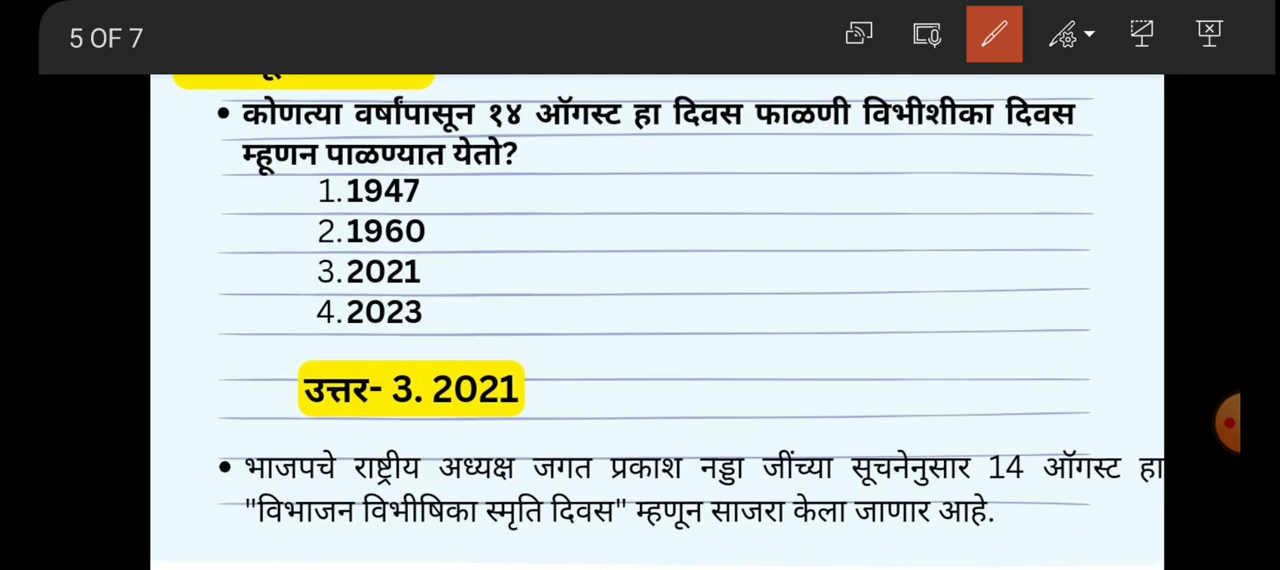 5 OF 7
• कोणत्या वर्षांपासून १४ ऑगस्ट हा दिवस फाळणी विभीशीका दिवस
म्हूणन पाळण्यात येतो?
1. 1947
2. 1960
3. 2021
4. 2023
उत्तर- 3. 2021
• भाजपचे राष्ट्रीय अध्यक्ष जगत प्रकाश नड्डा जींच्या सूचनेनुसार 14 ऑगस्ट हा
"विभाजन विभीषिका स्मृति दिवस" म्हणून साजरा केला जाणार आहे.